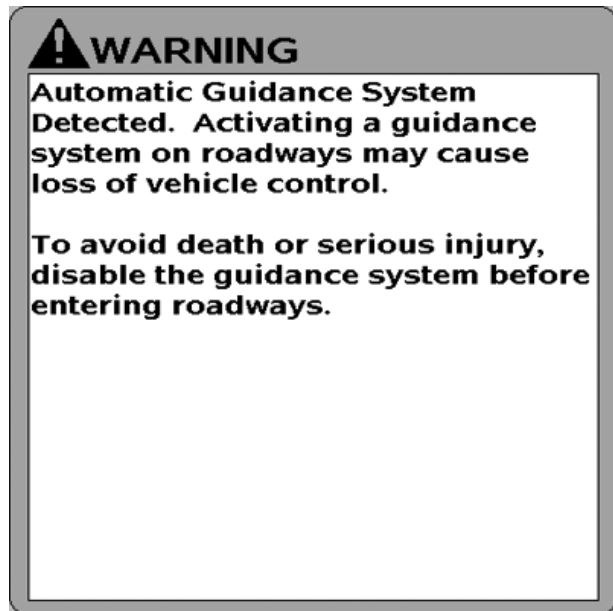 WARNING
Automatic Guidance System
Detected.  Activating a guidance
system on roadways may cause
loss of vehicle control.
To avoid death or serious injury,
disable the guidance system before
entering roadways.